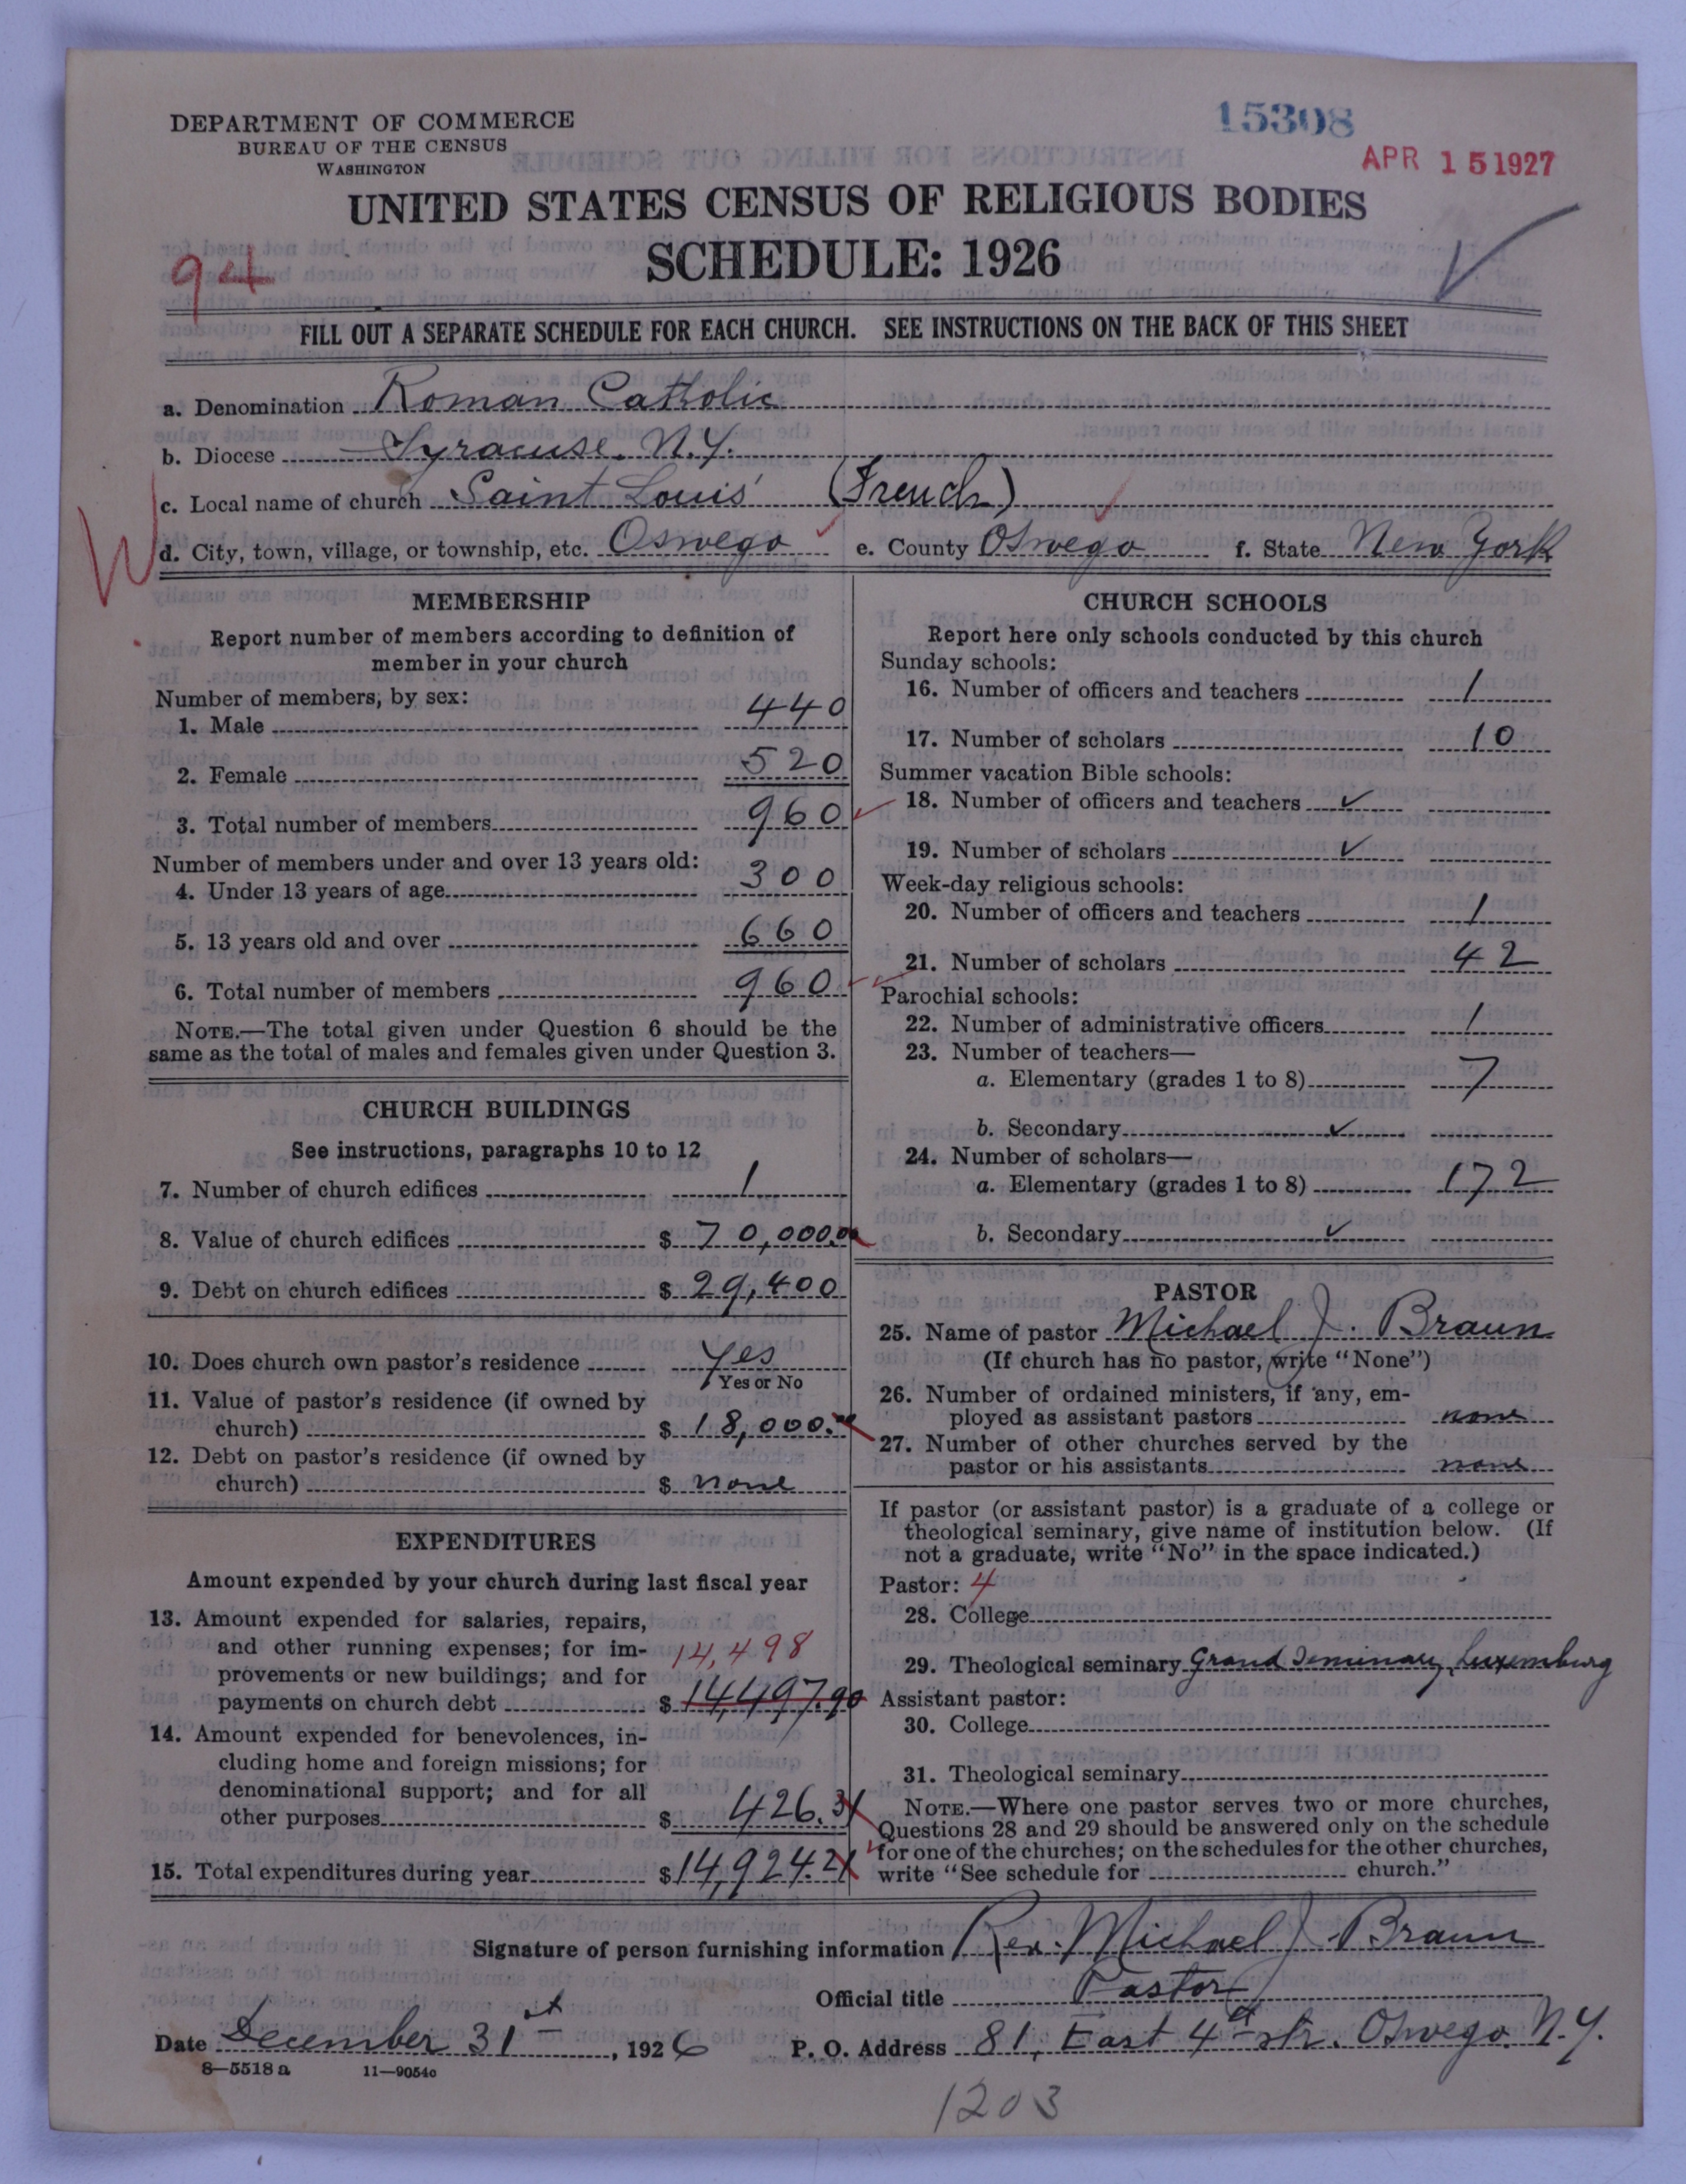 DEPARTMENT OF COMMERCE
BUREAU OF THE CENSUS
WASHINGTON
15308
APR 15 1927
UNITED STATES CENSUS OF RELIGIOUS BODIES
SCHEDULE: 1926
94
FILL OUT A SEPARATE SCHEDULE FOR EACH CHURCH. SEE INSTRUCTIONS ON THE BACK OF THIS SHEET
a. Denomination Roman Catholic
b. Diocese Syracuse. N.Y.
c. Local name of church Saint Louis' (French)
W
d. City, town, village, or township, etc. Oswego e. County Oswego f. State New York
MEMBERSHIP
Report number of members according to definition of
member in your church
Number of members, by sex:
1. Male 440
2. Female 520
3. Total number of members 960
Number of members under and over 13 years old:
4. Under 13 years of age 300
5. 13 years old and over 660
6. Total number of members 960
NOTE.—The total given under Question 6 should be the
same as the total of males and females given under Question 3.
CHURCH BUILDINGS
See instructions, paragraphs 10 to 12
7. Number of church edifices 1
8. Value of church edifices $ 70,000.00
9. Debt on church edifices $ 29,400
10. Does church own pastor's residence yes
Yes or No
11. Value of pastor's residence (if owned by
church) $ 18,000.00
12. Debt on pastor's residence (if owned by
church) $ none
EXPENDITURES
Amount expended by your church during last fiscal year
13. Amount expended for salaries, repairs,
and other running expenses; for im- 14,498
provements or new buildings; and for
payments on church debt $ 14,497.90
14. Amount expended for benevolences, in-
cluding home and foreign missions; for
denominational support; and for all
other purposes $ 426.31
15. Total expenditures during year $ 14,924.21
CHURCH SCHOOLS
Report here only schools conducted by this church
Sunday schools:
16. Number of officers and teachers 1
17. Number of scholars 10
Summer vacation Bible schools:
18. Number of officers and teachers ✓
19. Number of scholars ✓
Week-day religious schools:
20. Number of officers and teachers 1
21. Number of scholars 42
Parochial schools:
22. Number of administrative officers 1
23. Number of teachers—
a. Elementary (grades 1 to 8) 7
b. Secondary ✓
24. Number of scholars—
a. Elementary (grades 1 to 8) 172
b. Secondary ✓
PASTOR
25. Name of pastor Michael J. Braun
(If church has no pastor, write "None")
26. Number of ordained ministers, if any, em-
ployed as assistant pastors none
27. Number of other churches served by the
pastor or his assistants none
If pastor (or assistant pastor) is a graduate of a college or
theological seminary, give name of institution below. (If
not a graduate, write "No" in the space indicated.)
Pastor: 4
28. College
29. Theological seminary Grand Seminary, Luxemburg
Assistant pastor:
30. College
31. Theological seminary
NOTE.—Where one pastor serves two or more churches,
Questions 28 and 29 should be answered only on the schedule
for one of the churches; on the schedules for the other churches,
write "See schedule for church."
Signature of person furnishing information Rev. Michael J. Braun
Official title Pastor
Date December 31st, 1926 P. O. Address 81, East 4th str. Oswego. N.Y.
8—5518 a 11—9054c
1203